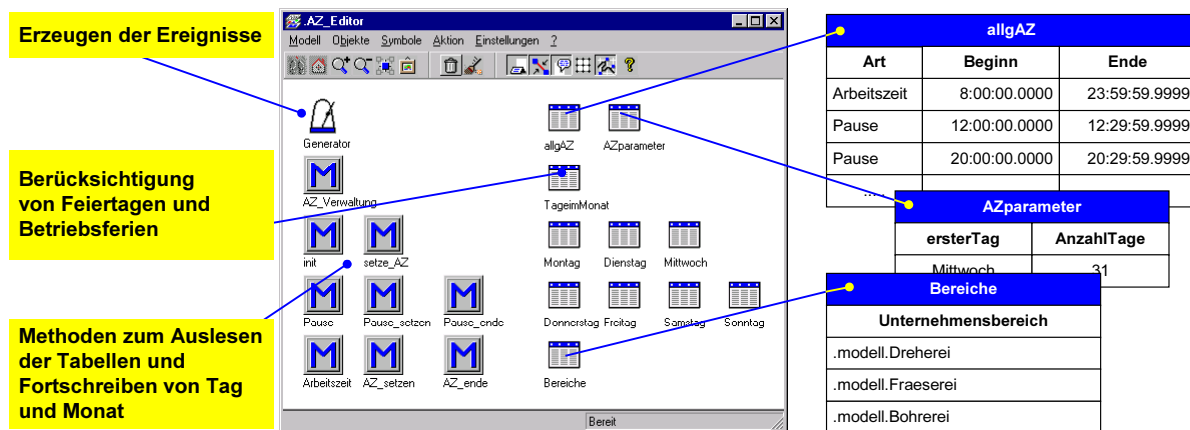 Erzeugen der Ereignisse
Berücksichtigung
von Feiertagen und
Betriebsferien
Methoden zum Auslesen
der Tabellen und
Fortschreiben von Tag
und Monat
.AZ_Editor
Modell Objekte Symbole Aktion Einstellungen ?
Generator allgAZ AZparameter
AZ_Verwaltung TageimMonat
init setze_AZ Montag Dienstag Mittwoch
Pause Pause_setzen Pause_ende Donnerstag Freitag Samstag Sonntag
Arbeitszeit AZ_setzen AZ_ende Bereiche
Bereit
allgAZ
Art Beginn Ende
Arbeitszeit 8:00:00.0000 23:59:59.9999
Pause 12:00:00.0000 12:29:59.9999
Pause 20:00:00.0000 20:29:59.9999
.....
AZparameter
ersterTag AnzahlTage
Mittwoch 31
Bereiche
Unternehmensbereich
.modell.Dreherei
.modell.Fraeserei
.modell.Bohrerei